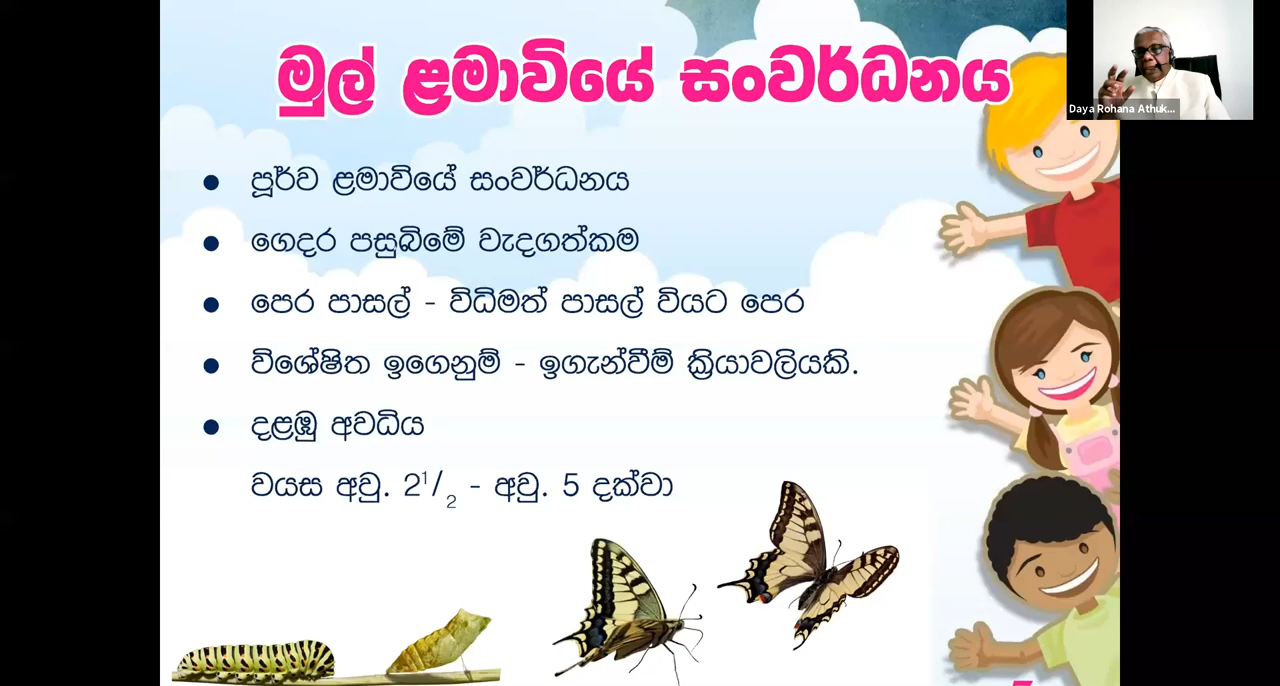 මුල් ළමාවියේ සංවර්ධනය
Daya Rohana Athuk...
● පූර්ව ළමාවියේ සංවර්ධනය
● ගෙදර පසුබිමේ වැදගත්කම
● පෙර පාසල් - විධිමත් පාසල් වියට පෙර
● විශේෂිත ඉගෙනුම් - ඉගැන්වීම් ක්‍රියාවලියකි.
● දළඹු අවධිය
වයස අවු. 2¹/₂ - අවු. 5 දක්වා